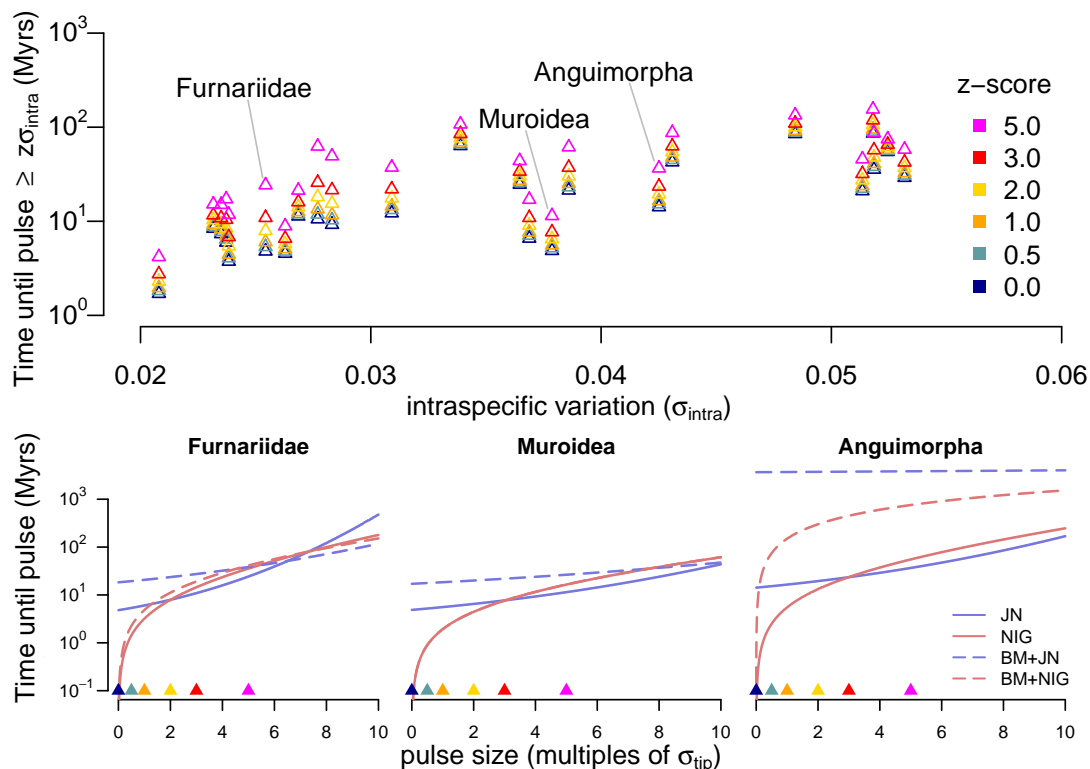 Time until pulse ≥ zσintra (Myrs)
10^3
10^2
10^1
10^0
Furnariidae
Muroidea
Anguimorpha
z−score
5.0
3.0
2.0
1.0
0.5
0.0
0.02
0.03
0.04
0.05
0.06
intraspecific variation (σintra)
Furnariidae
Muroidea
Anguimorpha
Time until pulse (Myrs)
10^3
10^2
10^1
10^0
10^−1
JN
NIG
BM+JN
BM+NIG
0 2 4 6 8 10
0 2 4 6 8 10
0 2 4 6 8 10
pulse size (multiples of σtip)